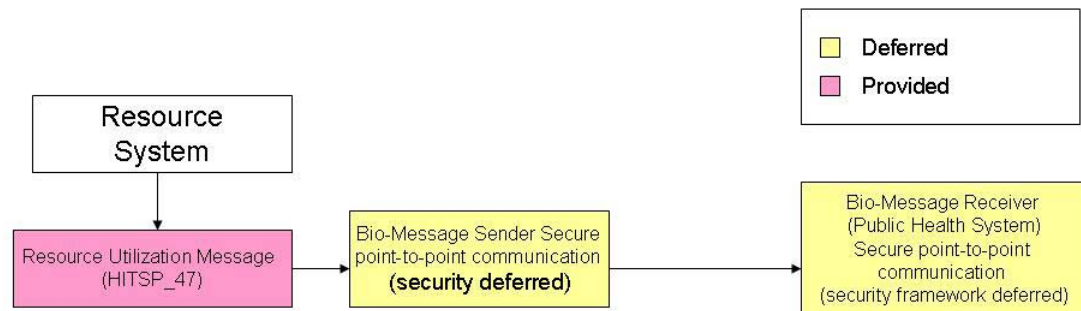 Deferred
Provided
Resource
System
Resource Utilization Message
(HITSP_47)
Bio-Message Sender Secure
point-to-point communication
(security deferred)
Bio-Message Receiver
(Public Health System)
Secure point-to-point
communication
(security framework deferred)